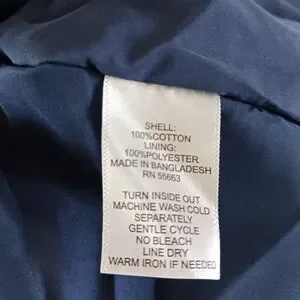 SHELL:
100%COTTON
LINING:
100%POLYESTER
MADE IN BANGLADESH
RN 55663
TURN INSIDE OUT
MACHINE WASH COLD
SEPARATELY
GENTLE CYCLE
NO BLEACH
LINE DRY
WARM IRON IF NEEDED